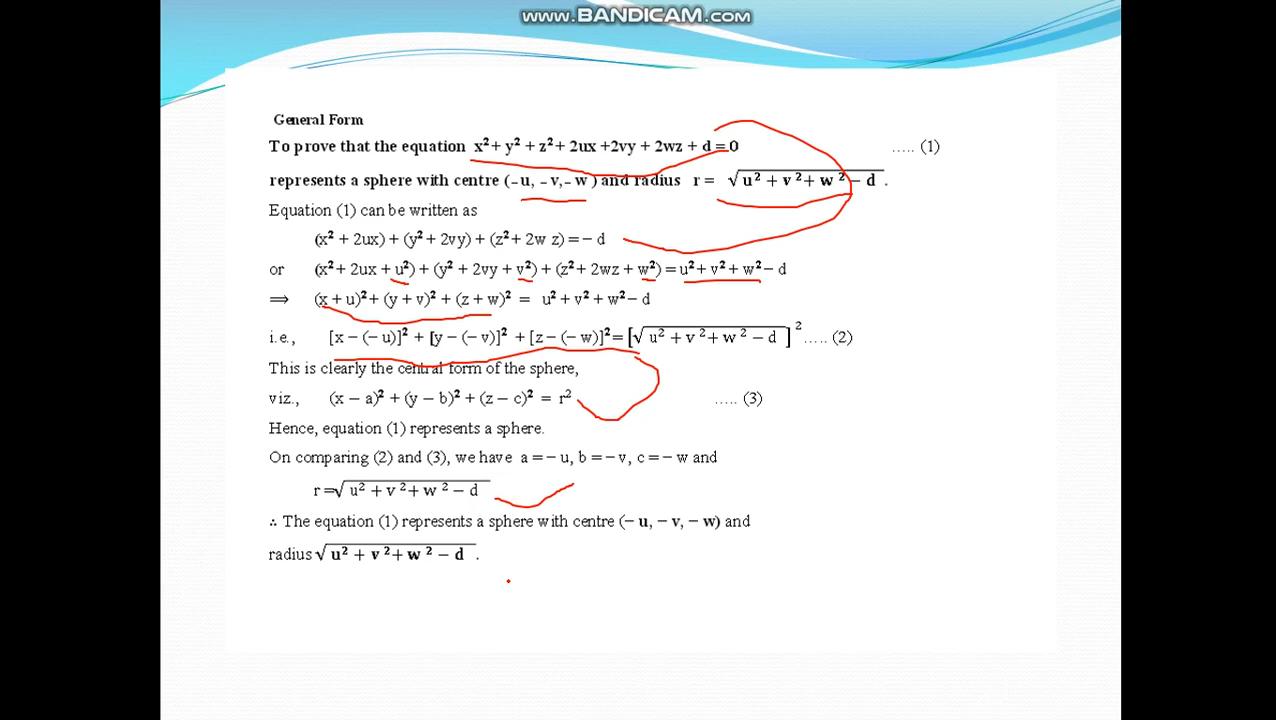 www.BANDICAM.com
General Form
To prove that the equation x²+ y² + z²+ 2ux +2vy + 2wz + d =0 ..... (1)
represents a sphere with centre (−u, −v,−w ) and radius r = √u² + v²+ w² − d .
Equation (1) can be written as
(x² + 2ux) + (y² + 2vy) + (z² + 2w z) = − d
or (x²+ 2ux + u²) + (y² + 2vy + v²) + (z² + 2wz + w²) = u²+ v² + w²− d
⟹ (x + u)²+ (y + v)² + (z + w)² = u² + v² + w²− d
i.e., [x − (− u)]² + [y − (− v)]² + [z − (− w)]²= [√u² + v²+ w² − d ]² ..... (2)
This is clearly the central form of the sphere,
viz., (x − a)² + (y − b)² + (z − c)² = r² ..... (3)
Hence, equation (1) represents a sphere.
On comparing (2) and (3), we have a = − u, b = − v, c = − w and
r =√u² + v²+ w² − d
∴ The equation (1) represents a sphere with centre (− u, − v, − w) and
radius √u² + v²+ w² − d .